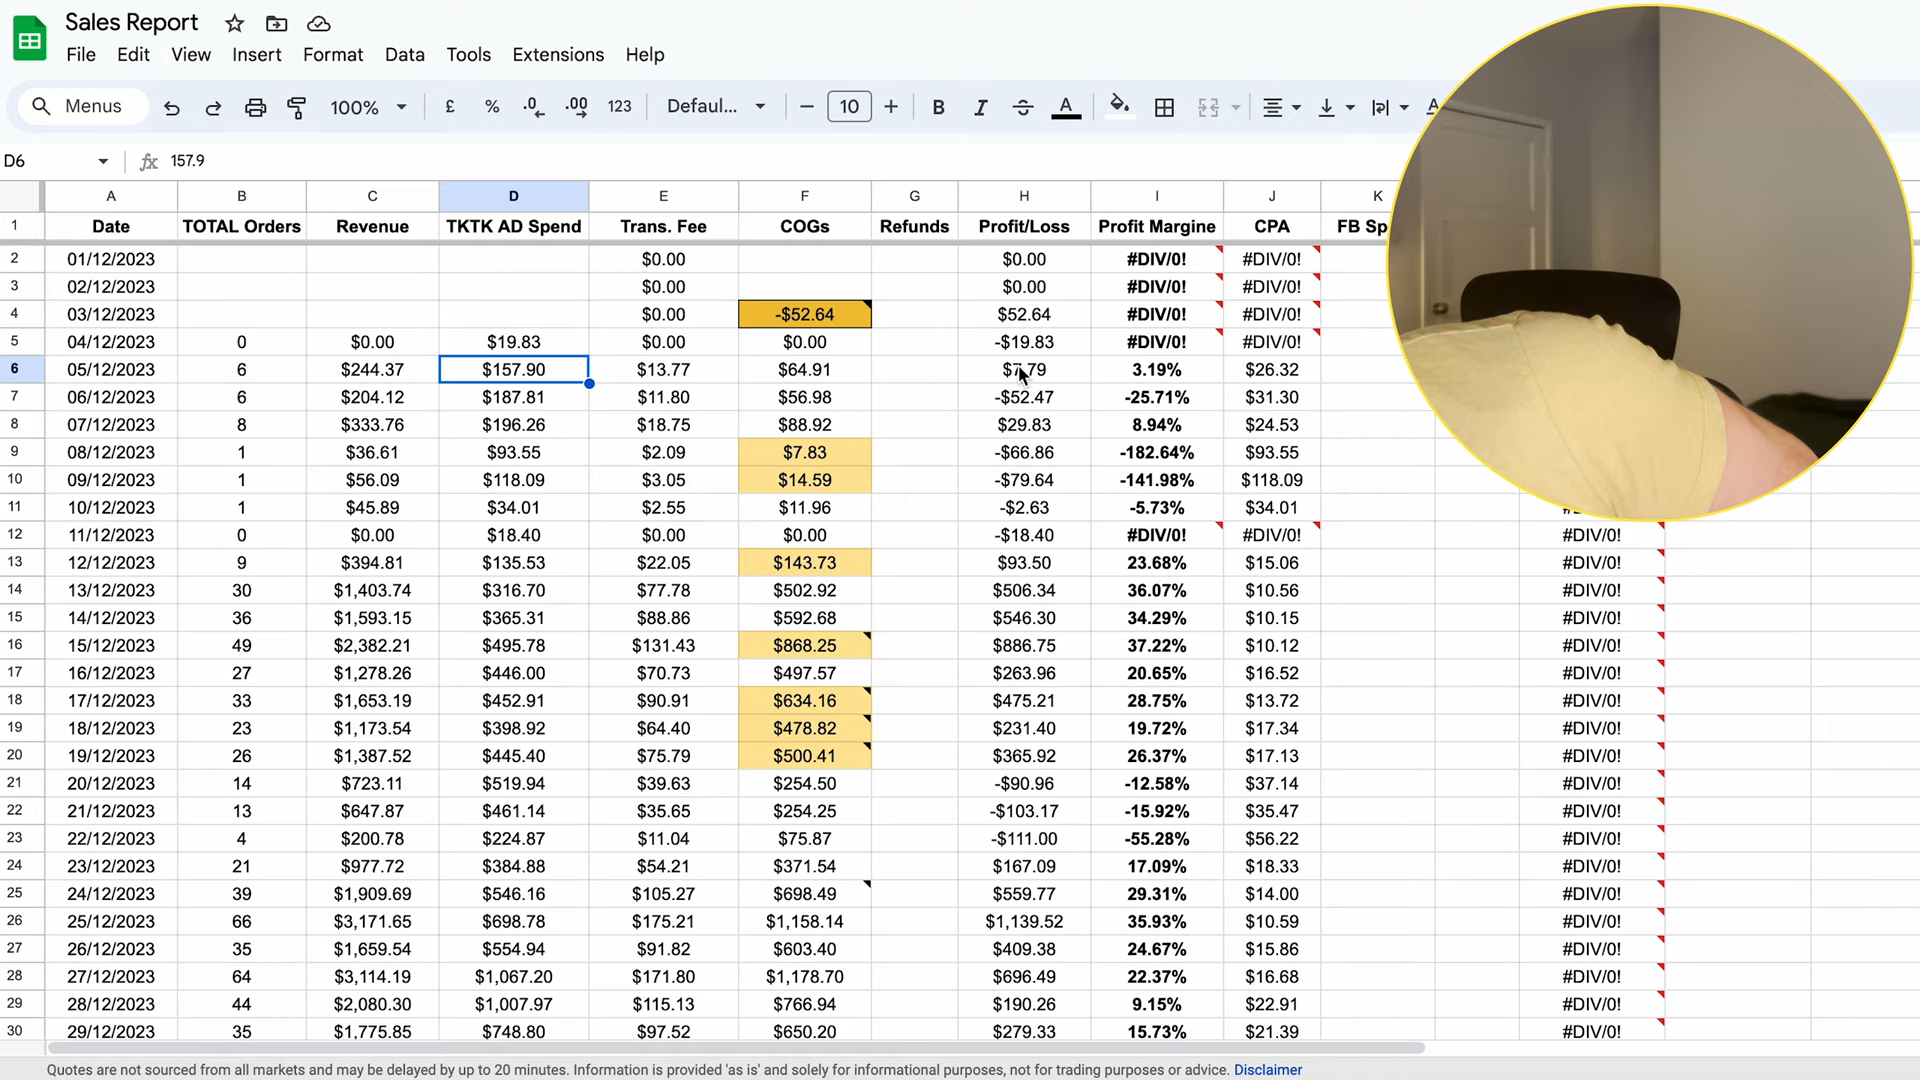 Sales Report
File Edit View Insert Format Data Tools Extensions Help
Menus 100% £ % .0 .00 123 Defaul... 10 B I A A
D6 fx 157.9
A B C D E F G H I J K
1 Date TOTAL Orders Revenue TKTK AD Spend Trans. Fee COGs Refunds Profit/Loss Profit Margine CPA FB Sp
2 01/12/2023 $0.00 $0.00 #DIV/0! #DIV/0!
3 02/12/2023 $0.00 $0.00 #DIV/0! #DIV/0!
4 03/12/2023 $0.00 -$52.64 $52.64 #DIV/0! #DIV/0!
5 04/12/2023 0 $0.00 $19.83 $0.00 $0.00 -$19.83 #DIV/0! #DIV/0!
6 05/12/2023 6 $244.37 $157.90 $13.77 $64.91 $7.79 3.19% $26.32
7 06/12/2023 6 $204.12 $187.81 $11.80 $56.98 -$52.47 -25.71% $31.30
8 07/12/2023 8 $333.76 $196.26 $18.75 $88.92 $29.83 8.94% $24.53
9 08/12/2023 1 $36.61 $93.55 $2.09 $7.83 -$66.86 -182.64% $93.55
10 09/12/2023 1 $56.09 $118.09 $3.05 $14.59 -$79.64 -141.98% $118.09
11 10/12/2023 1 $45.89 $34.01 $2.55 $11.96 -$2.63 -5.73% $34.01
12 11/12/2023 0 $0.00 $18.40 $0.00 $0.00 -$18.40 #DIV/0! #DIV/0! #DIV/0!
13 12/12/2023 9 $394.81 $135.53 $22.05 $143.73 $93.50 23.68% $15.06 #DIV/0!
14 13/12/2023 30 $1,403.74 $316.70 $77.78 $502.92 $506.34 36.07% $10.56 #DIV/0!
15 14/12/2023 36 $1,593.15 $365.31 $88.86 $592.68 $546.30 34.29% $10.15 #DIV/0!
16 15/12/2023 49 $2,382.21 $495.78 $131.43 $868.25 $886.75 37.22% $10.12 #DIV/0!
17 16/12/2023 27 $1,278.26 $446.00 $70.73 $497.57 $263.96 20.65% $16.52 #DIV/0!
18 17/12/2023 33 $1,653.19 $452.91 $90.91 $634.16 $475.21 28.75% $13.72 #DIV/0!
19 18/12/2023 23 $1,173.54 $398.92 $64.40 $478.82 $231.40 19.72% $17.34 #DIV/0!
20 19/12/2023 26 $1,387.52 $445.40 $75.79 $500.41 $365.92 26.37% $17.13 #DIV/0!
21 20/12/2023 14 $723.11 $519.94 $39.63 $254.50 -$90.96 -12.58% $37.14 #DIV/0!
22 21/12/2023 13 $647.87 $461.14 $35.65 $254.25 -$103.17 -15.92% $35.47 #DIV/0!
23 22/12/2023 4 $200.78 $224.87 $11.04 $75.87 -$111.00 -55.28% $56.22 #DIV/0!
24 23/12/2023 21 $977.72 $384.88 $54.21 $371.54 $167.09 17.09% $18.33 #DIV/0!
25 24/12/2023 39 $1,909.69 $546.16 $105.27 $698.49 $559.77 29.31% $14.00 #DIV/0!
26 25/12/2023 66 $3,171.65 $698.78 $175.21 $1,158.14 $1,139.52 35.93% $10.59 #DIV/0!
27 26/12/2023 35 $1,659.54 $554.94 $91.82 $603.40 $409.38 24.67% $15.86 #DIV/0!
28 27/12/2023 64 $3,114.19 $1,067.20 $171.80 $1,178.70 $696.49 22.37% $16.68 #DIV/0!
29 28/12/2023 44 $2,080.30 $1,007.97 $115.13 $766.94 $190.26 9.15% $22.91 #DIV/0!
30 29/12/2023 35 $1,775.85 $748.80 $97.52 $650.20 $279.33 15.73% $21.39 #DIV/0!
Quotes are not sourced from all markets and may be delayed by up to 20 minutes. Information is provided 'as is' and solely for informational purposes, not for trading purposes or advice. Disclaimer